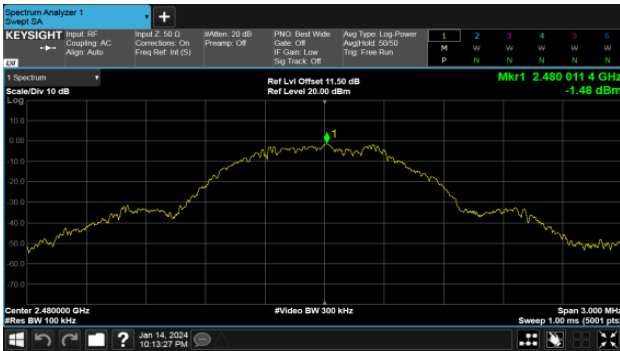 Spectrum Analyzer 1
Swept SA
+
KEYSIGHT
Input: RF
Coupling: AC
Align: Auto
Input Z: 50 Ω
Corrections: On
Freq Ref: Int (S)
#Atten: 20 dB
Preamp: Off
PNO: Best Wide
Gate: Off
IF Gain: Low
Sig Track: Off
Avg Type: Log-Power
Avg|Hold: 50/50
Trig: Free Run
1 2 3 4 5 6
M W W W W W
P N N N N N
LXI
1 Spectrum
Scale/Div 10 dB
Ref Lvl Offset 11.50 dB
Ref Level 20.00 dBm
Mkr1 2.480 011 4 GHz
-1.48 dBm
Log
10.0
0.00
-10.0
-20.0
-30.0
-40.0
-50.0
-60.0
-70.0
1
Center 2.480000 GHz
#Res BW 100 kHz
#Video BW 300 kHz
Span 3.000 MHz
Sweep 1.00 ms (5001 pts)
?
Jan 14, 2024
10:13:27 PM